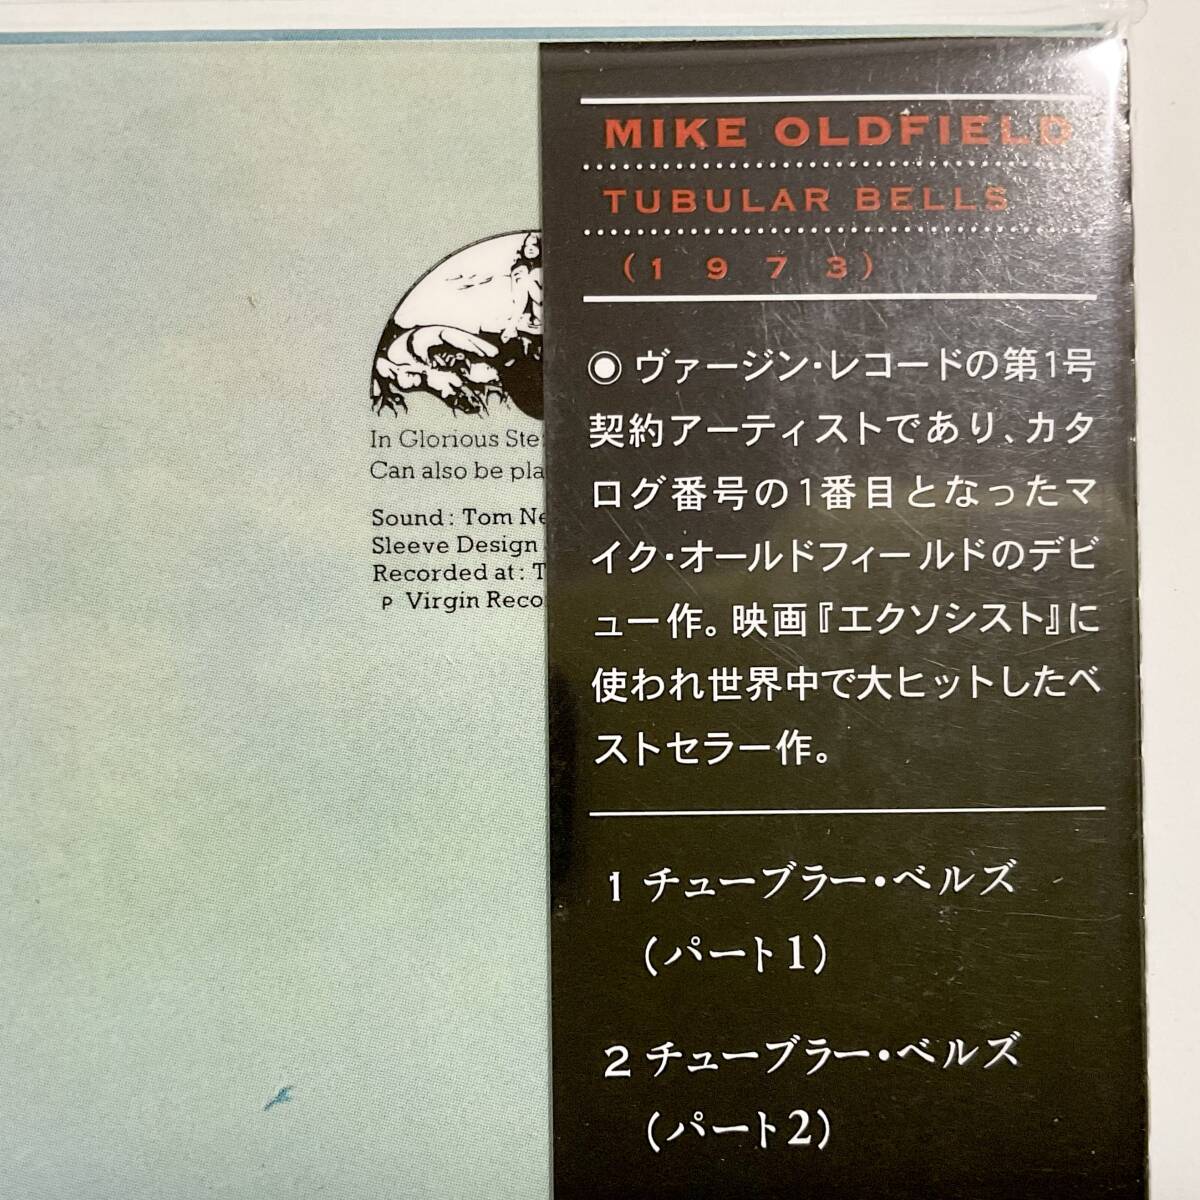 MIKE OLDFIELD
TUBULAR BELLS
(1973)
◉ ヴァージン・レコードの第1号
契約アーティストであり、カタ
ログ番号の1番目となったマ
イク・オールドフィールドのデビ
ュー作。映画『エクソシスト』に
使われ世界中で大ヒットしたベ
ストセラー作。
1 チューブラー・ベルズ
(パート1)
2 チューブラー・ベルズ
(パート2)
In Glorious Ste
Can also be pla
Sound: Tom Ne
Sleeve Design
Recorded at: T
P Virgin Reco